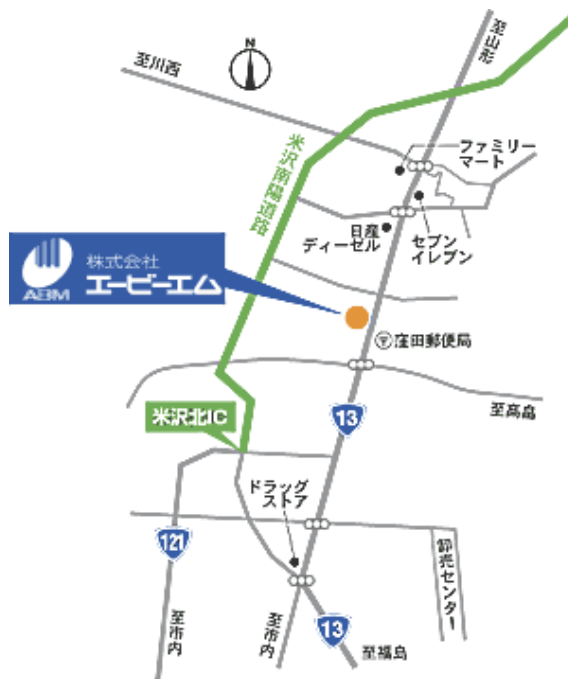 N
至山形
至川西
ファミリー
マート
米沢南陽道路
日産
ディーゼル
セブン
イレブン
ABM
株式会社
エービーエム
〒窪田郵便局
至高畠
13
米沢北IC
ドラッグ
ストア
121
卸売センター
13
至市内
至市内
至福島